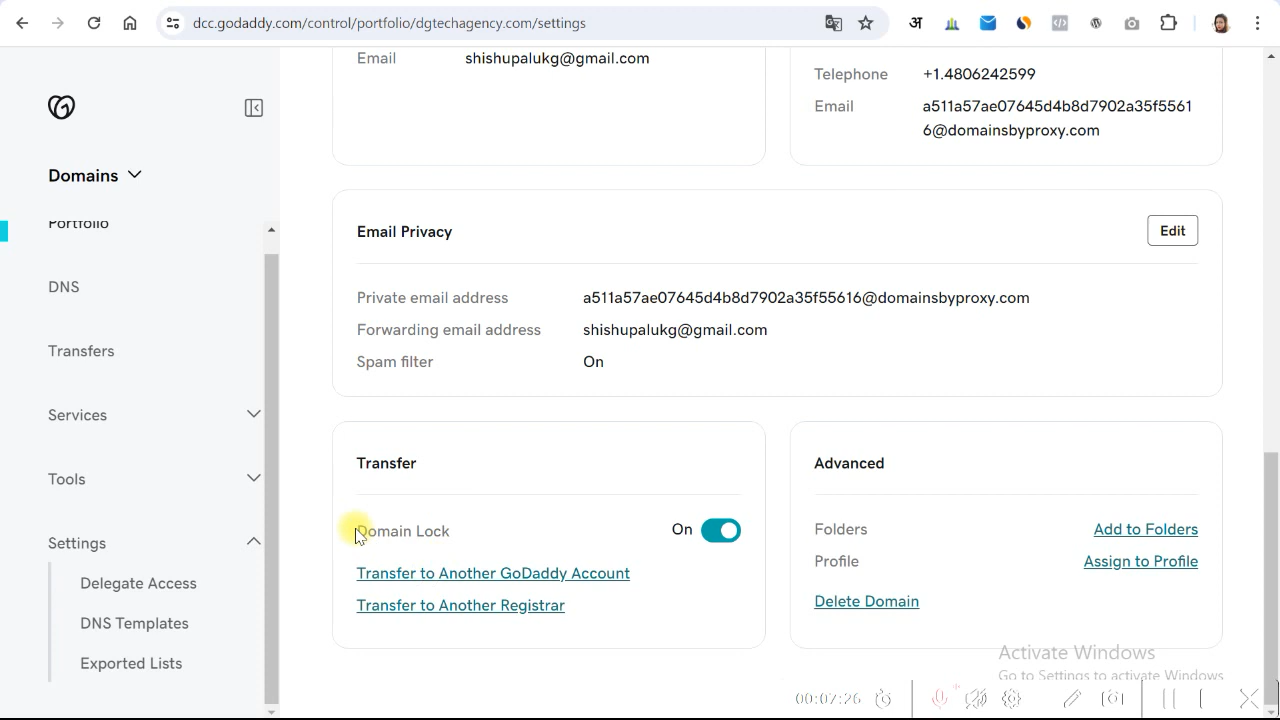 dcc.godaddy.com/control/portfolio/dgtechagency.com/settings
अ
Domains
Portfolio
DNS
Transfers
Services
Tools
Settings
Delegate Access
DNS Templates
Exported Lists
Email shishupalukg@gmail.com
Telephone +1.4806242599
Email a511a57ae07645d4b8d7902a35f5561
6@domainsbyproxy.com
Email Privacy
Edit
Private email address a511a57ae07645d4b8d7902a35f55616@domainsbyproxy.com
Forwarding email address shishupalukg@gmail.com
Spam filter On
Transfer
Domain Lock On
Transfer to Another GoDaddy Account
Transfer to Another Registrar
Advanced
Folders Add to Folders
Profile Assign to Profile
Delete Domain
Activate Windows
Go to Settings to activate Windows
00:02:26